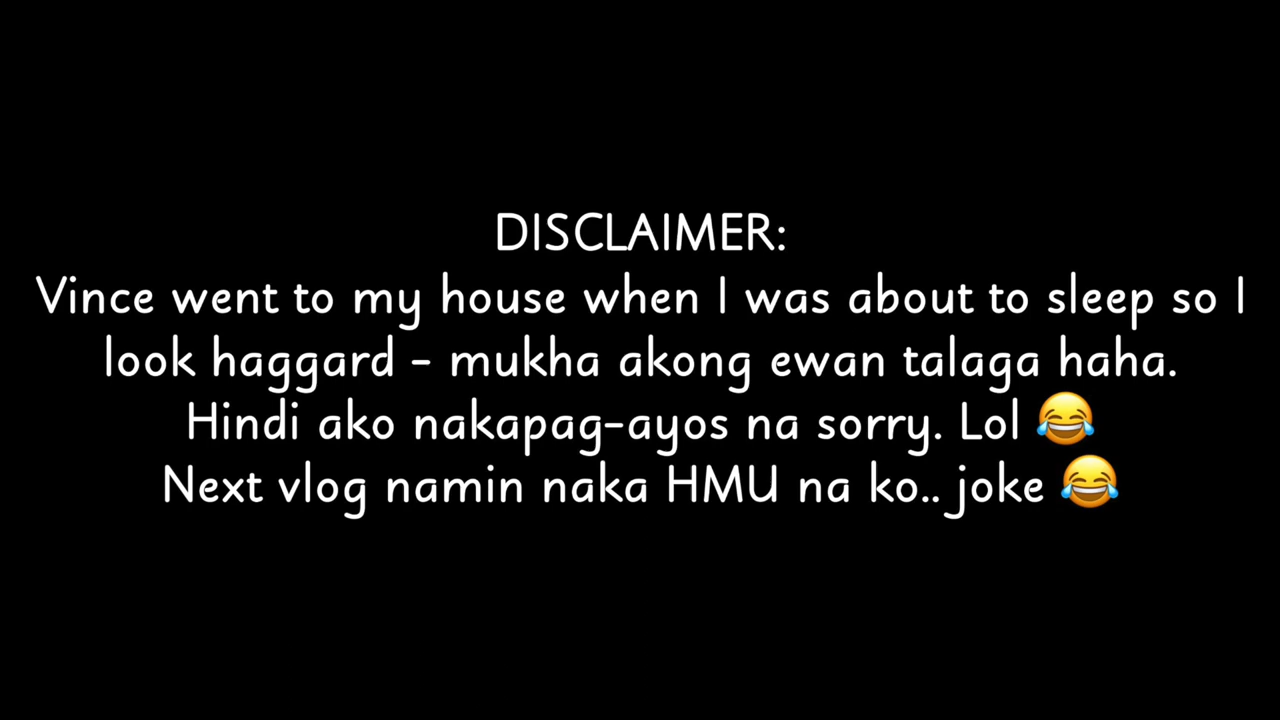 DISCLAIMER:
Vince went to my house when I was about to sleep so I
look haggard - mukha akong ewan talaga haha.
Hindi ako nakapag-ayos na sorry. Lol 😂
Next vlog namin naka HMU na ko.. joke 😂